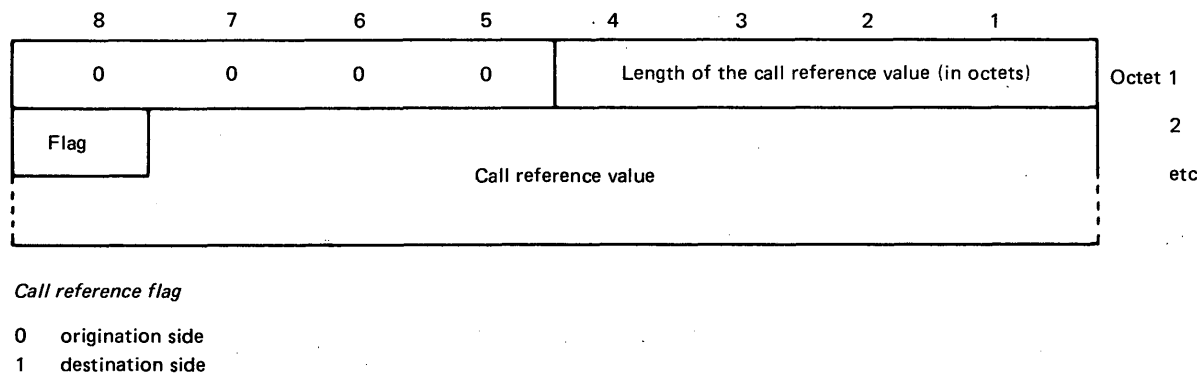 8 7 6 5 4 3 2 1
0 0 0 0 Length of the call reference value (in octets) Octet 1
Flag 2
Call reference value etc
Call reference flag
0 origination side
1 destination side